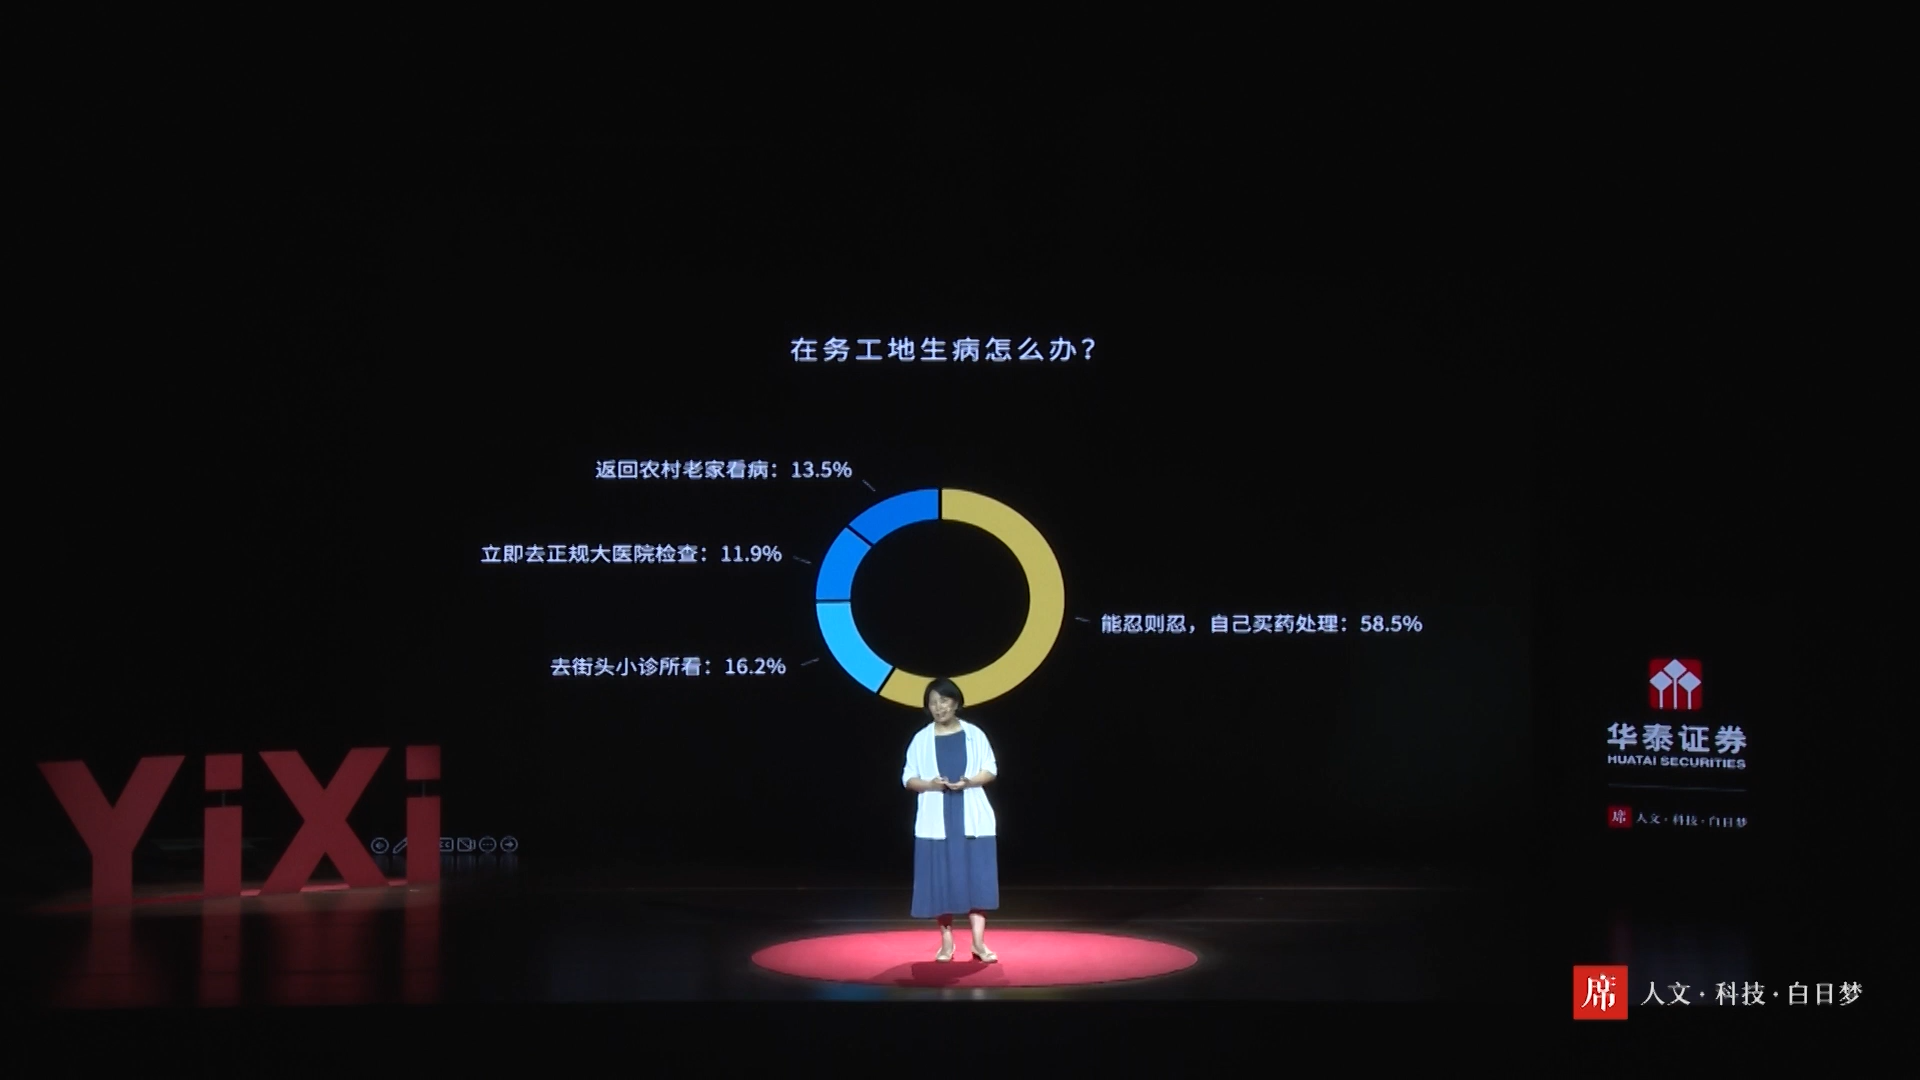 在务工地生病怎么办？
返回农村老家看病：13.5%
立即去正规大医院检查：11.9%
能忍则忍，自己买药处理：58.5%
去街头小诊所看：16.2%
YiXi
华泰证券
HUATAI SECURITIES
席 人文·科技·白日梦
席 人文·科技·白日梦